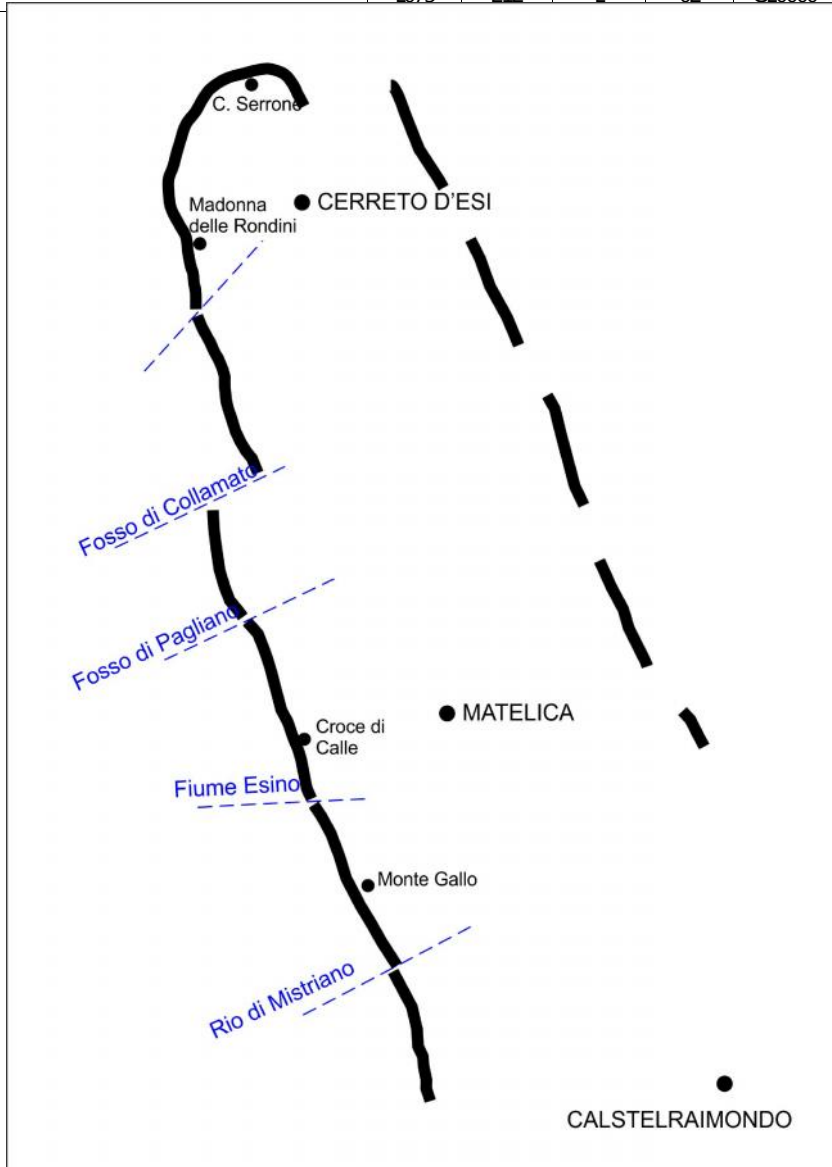 C. Serrone
Madonna
delle Rondini
CERRETO D'ESI
Fosso di Collamato
Fosso di Pagliano
MATELICA
Croce di
Calle
Fiume Esino
Monte Gallo
Rio di Mistriano
CALSTELRAIMONDO